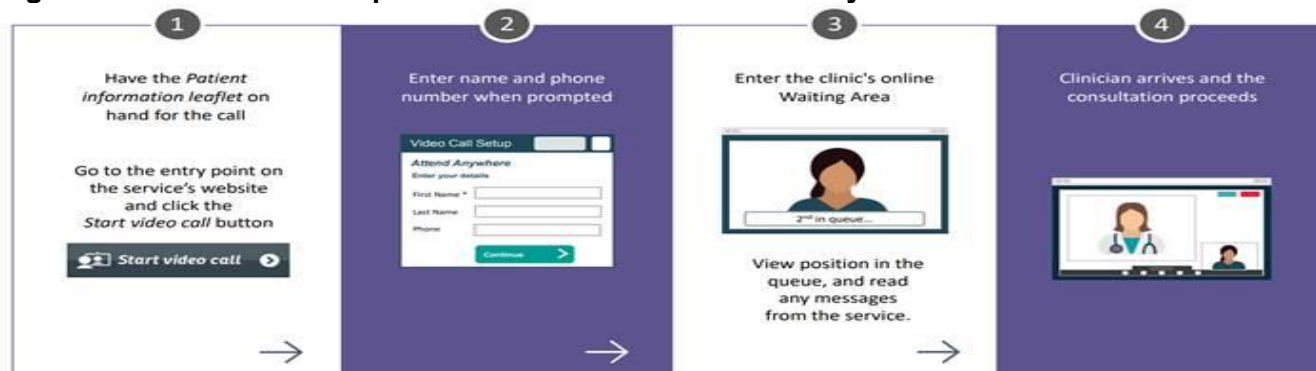 1
Have the Patient
information leaflet on
hand for the call
Go to the entry point on
the service's website
and click the
Start video call button
Start video call
2
Enter name and phone
number when prompted
Video Call Setup
Attend Anywhere
Enter your details
First Name *
Last Name
Phone
Continue
3
Enter the clinic's online
Waiting Area
2nd in queue...
View position in the
queue, and read
any messages
from the service.
4
Clinician arrives and the
consultation proceeds